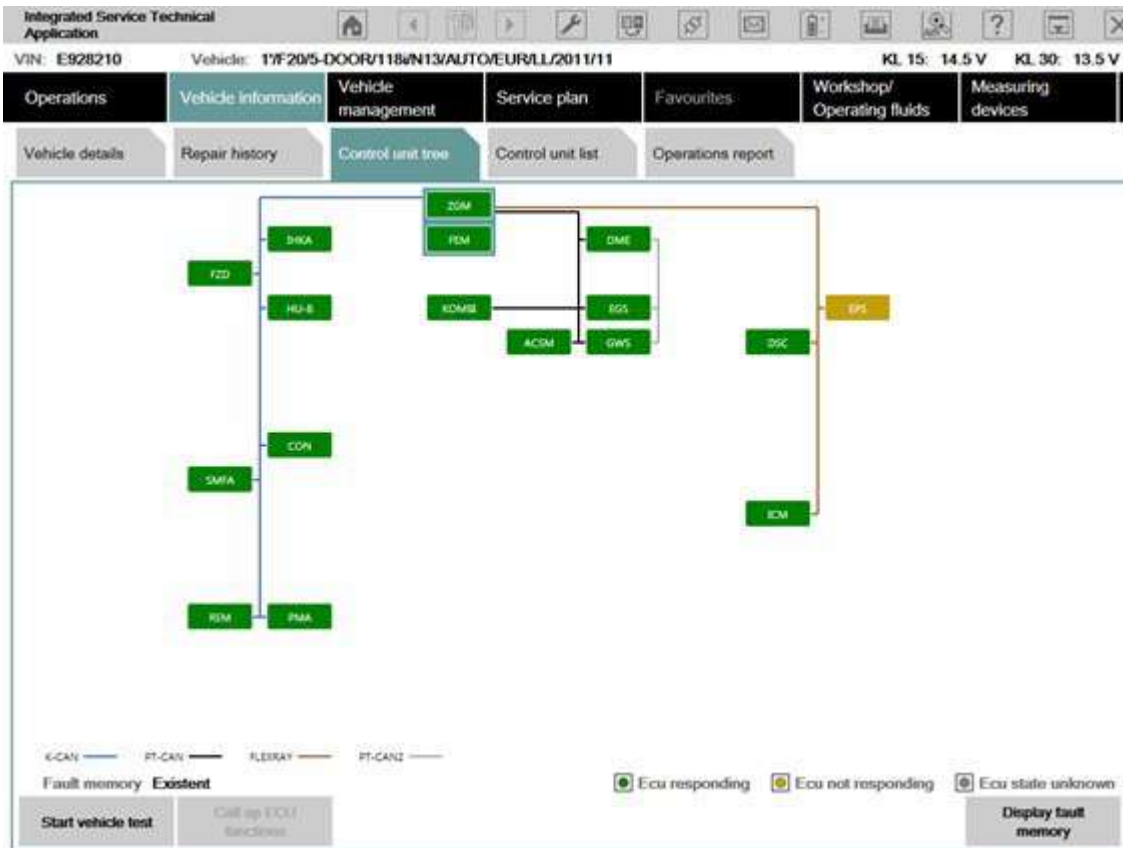 Integrated Service Technical
Application
VIN: E928210 Vehicle: 1'/F20/5-DOOR/118i/N13/AUTO/EUR/LL/2011/11 KL 15: 14.5 V KL 30: 13.5 V
Operations Vehicle information Vehicle management Service plan Favourites Workshop/ Operating fluids Measuring devices
Vehicle details Repair history Control unit tree Control unit list Operations report
ZGM
IHKA FEM DME
FZD
HU-B KOMBI EGS EPS
ACSM GWS DSC
CON
SMFA
ICM
REM PMA
K-CAN PT-CAN FLEXRAY PT-CAN2
Fault memory Existent Ecu responding Ecu not responding Ecu state unknown
Start vehicle test Call up ECU functions Display fault memory